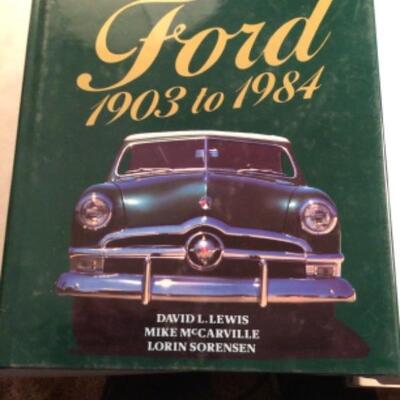 Ford
1903 to 1984
DAVID L. LEWIS
MIKE McCARVILLE
LORIN SORENSEN